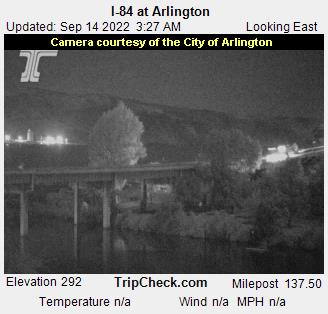 I-84 at Arlington
Updated: Sep 14 2022 3:27 AM Looking East
Camera courtesy of the City of Arlington
Elevation 292 TripCheck.com Milepost 137.50
Temperature n/a Wind n/a MPH n/a